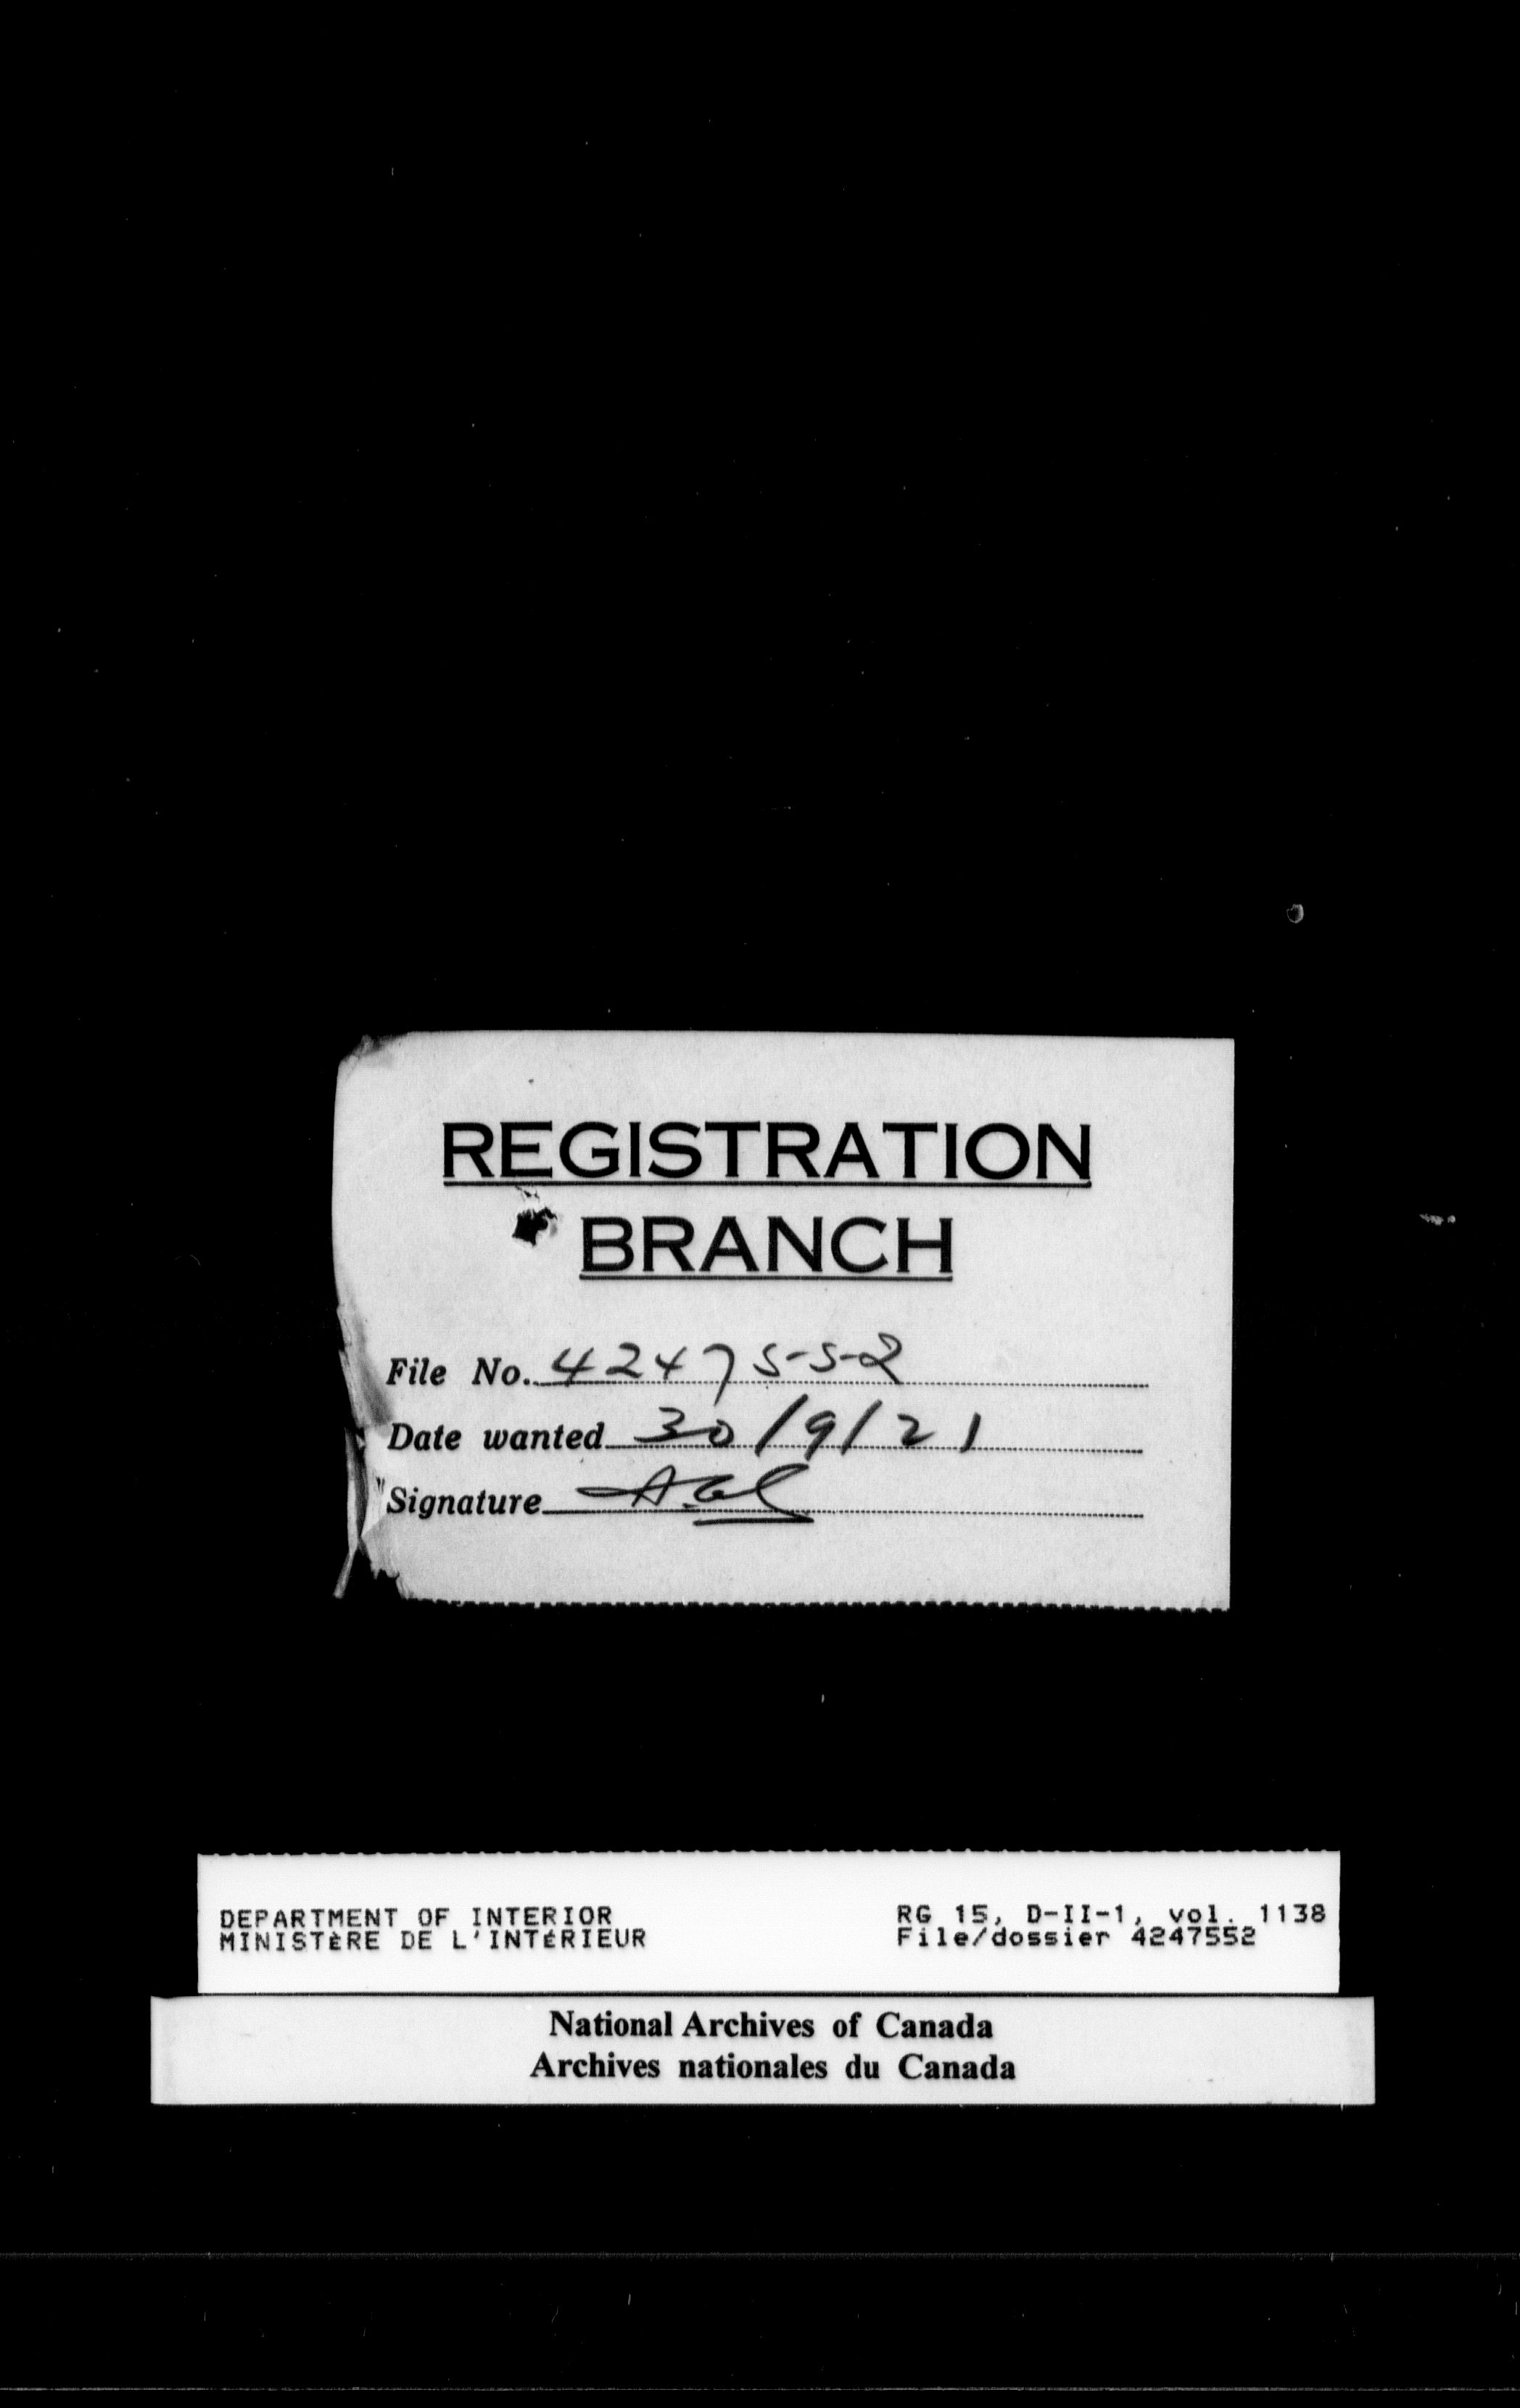 REGISTRATION
BRANCH
File No. 4247552
Date wanted 30/9/21
Signature
DEPARTMENT OF INTERIOR
MINISTÈRE DE L'INTÉRIEUR
RG 15, D-II-1, vol. 1138
File/dossier 4247552
National Archives of Canada
Archives nationales du Canada